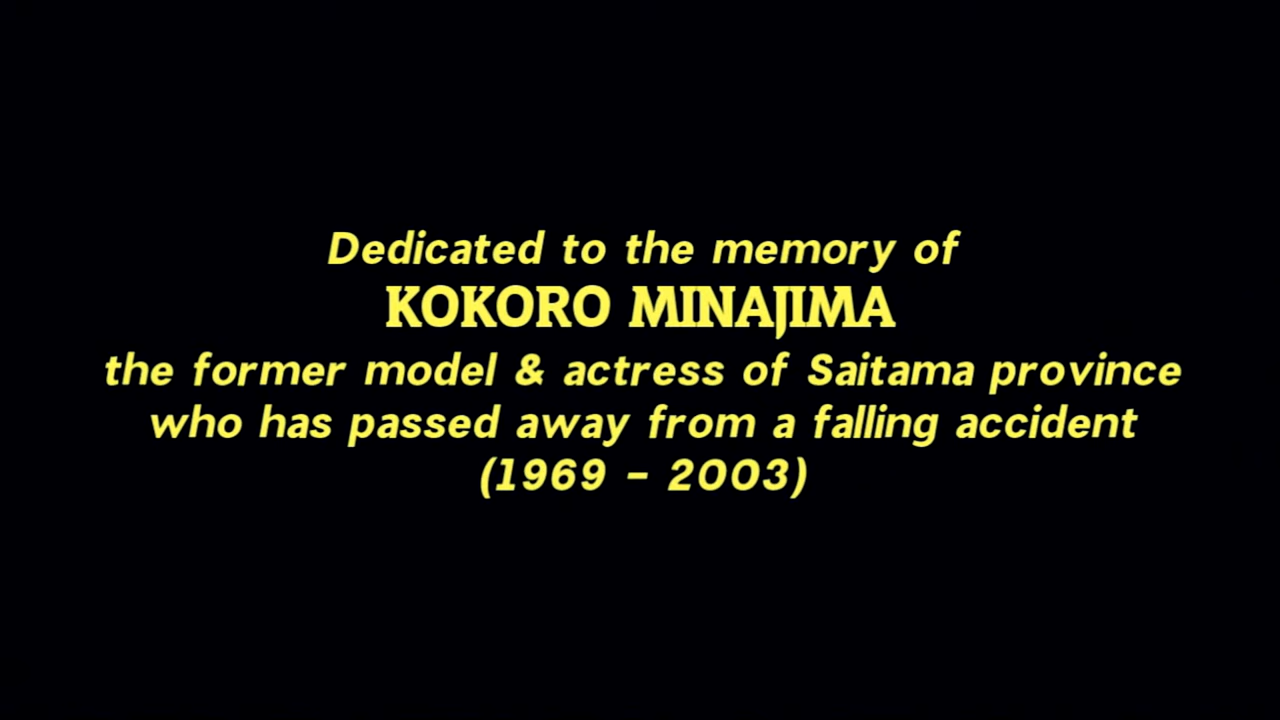 Dedicated to the memory of
KOKORO MINAJIMA
the former model & actress of Saitama province
who has passed away from a falling accident
(1969 - 2003)